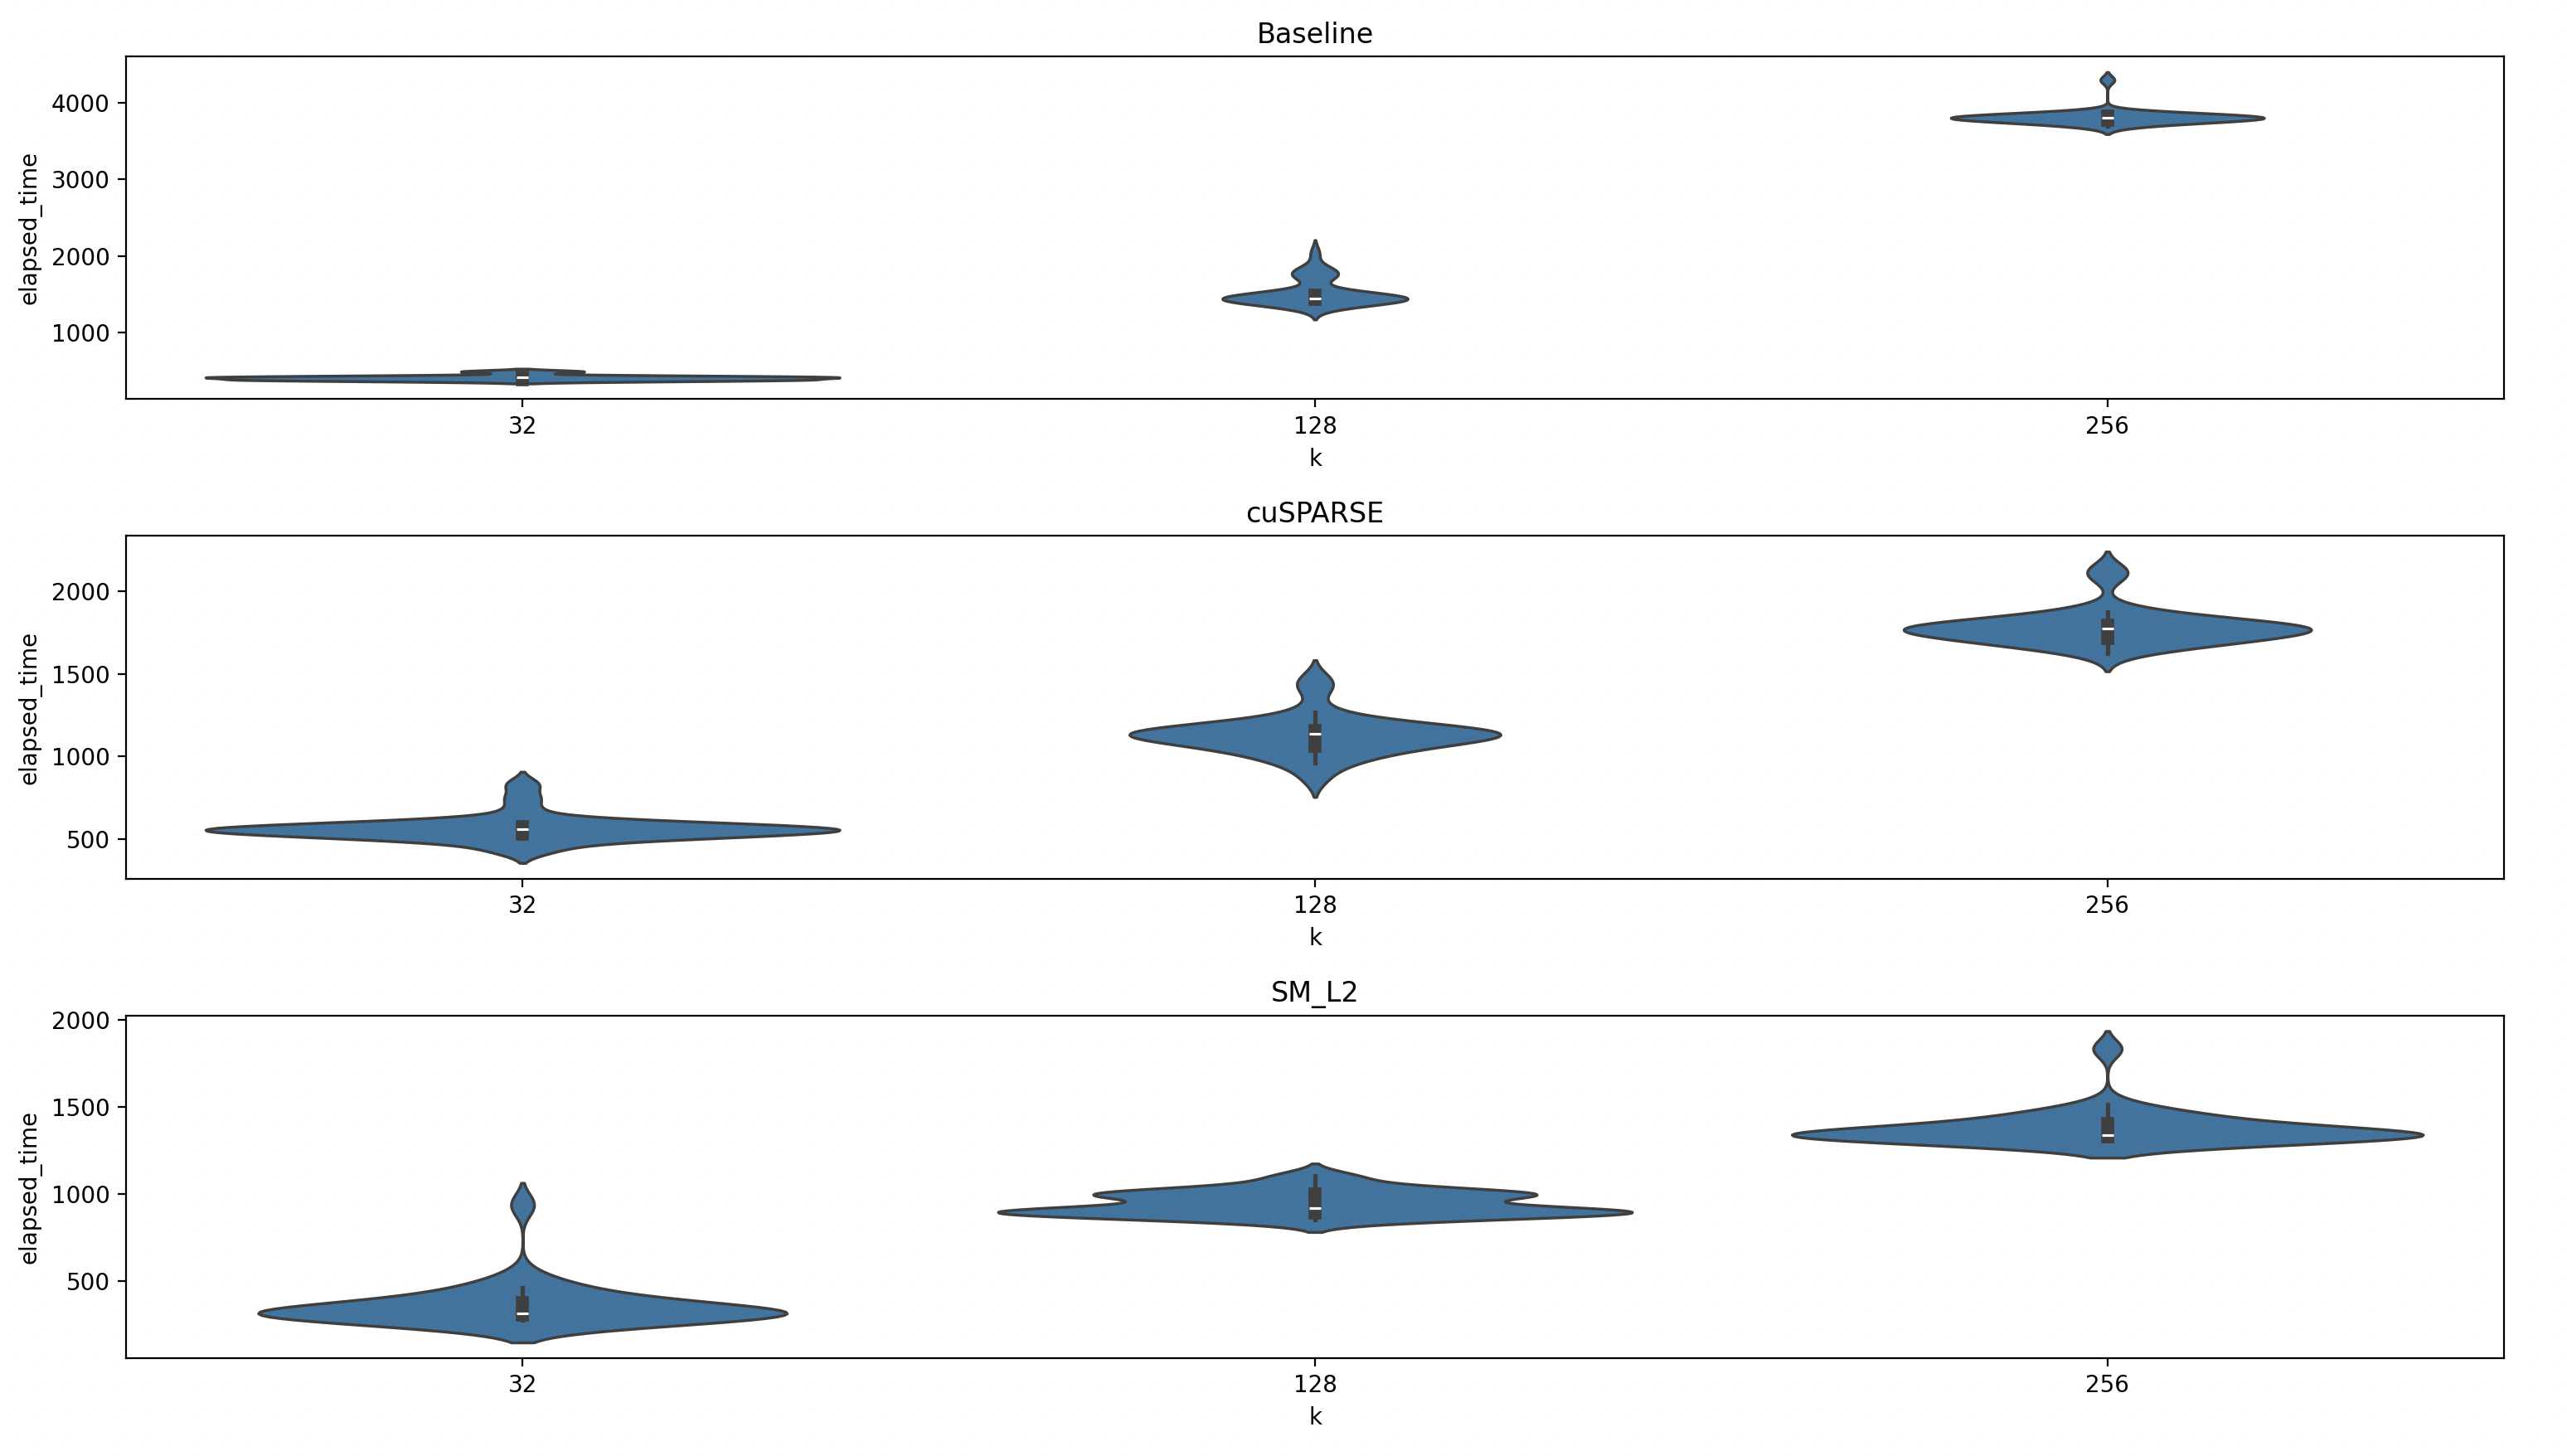 Baseline
elapsed_time
4000
3000
2000
1000
32 128 256
k
cuSPARSE
elapsed_time
2000
1500
1000
500
32 128 256
k
SM_L2
elapsed_time
2000
1500
1000
500
32 128 256
k